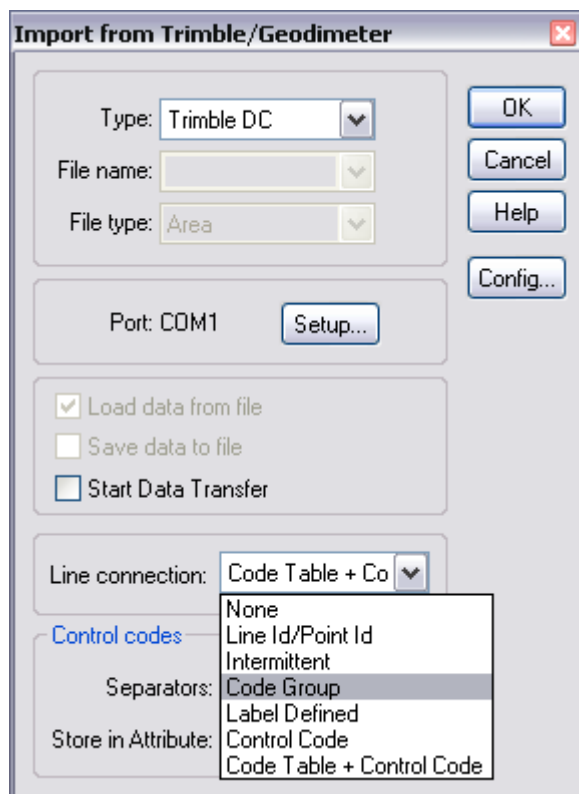 Import from Trimble/Geodimeter
Type: Trimble DC
OK
File name:
Cancel
File type: Area
Help
Config...
Port: COM1 Setup...
Load data from file
Save data to file
Start Data Transfer
Line connection: Code Table + Co
None
Line Id/Point Id
Control codes
Intermittent
Separators: Code Group
Label Defined
Store in Attribute: Control Code
Code Table + Control Code